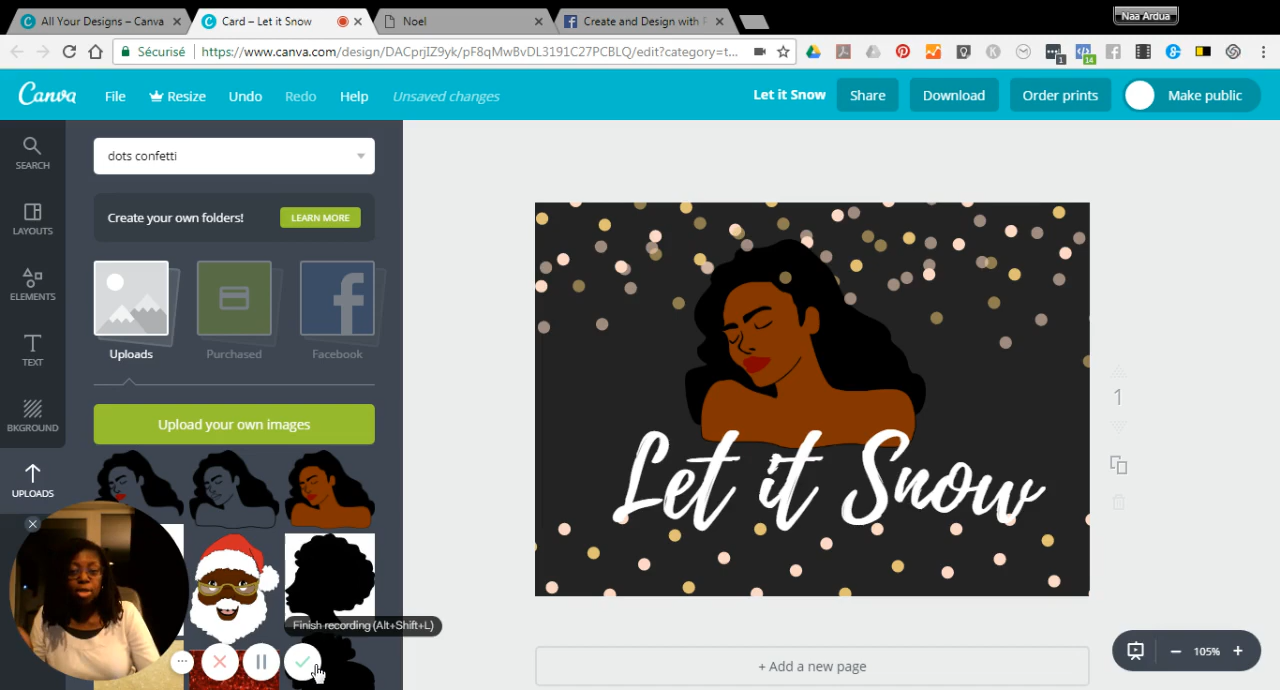 All Your Designs – Canva
Card – Let it Snow
Noel
Create and Design with
Naa Ardua
Sécurisé
https://www.canva.com/design/DACprjIZ9yk/pF8qMwBvDL3191C27PCBLQ/edit?category=t...
1
14
Canva
File
Resize
Undo
Redo
Help
Unsaved changes
Let it Snow
Share
Download
Order prints
Make public
SEARCH
LAYOUTS
ELEMENTS
TEXT
BKGROUND
UPLOADS
dots confetti
Create your own folders!
LEARN MORE
Uploads
Purchased
Facebook
Upload your own images
Finish recording (Alt+Shift+L)
Let it Snow
1
+ Add a new page
105%